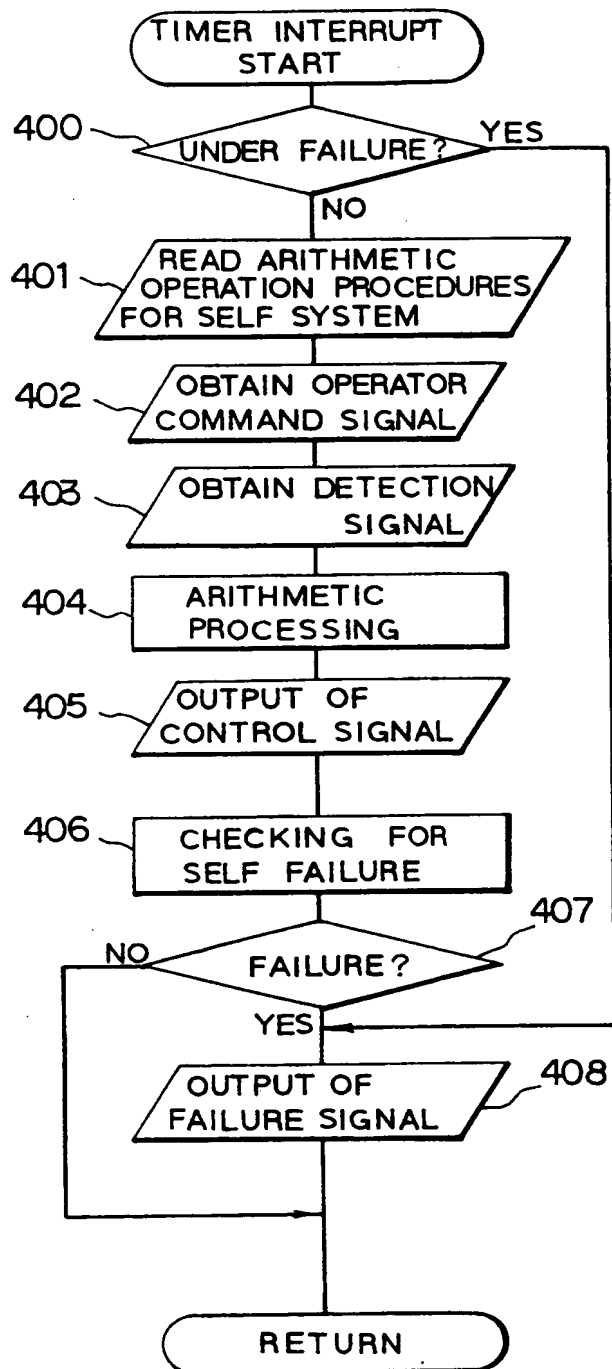 TIMER INTERRUPT
START
400
UNDER FAILURE?
YES
NO
401
READ ARITHMETIC
OPERATION PROCEDURES
FOR SELF SYSTEM
402
OBTAIN OPERATOR
COMMAND SIGNAL
403
OBTAIN DETECTION
SIGNAL
404
ARITHMETIC
PROCESSING
405
OUTPUT OF
CONTROL SIGNAL
406
CHECKING FOR
SELF FAILURE
407
NO
FAILURE?
YES
OUTPUT OF
FAILURE SIGNAL
408
RETURN